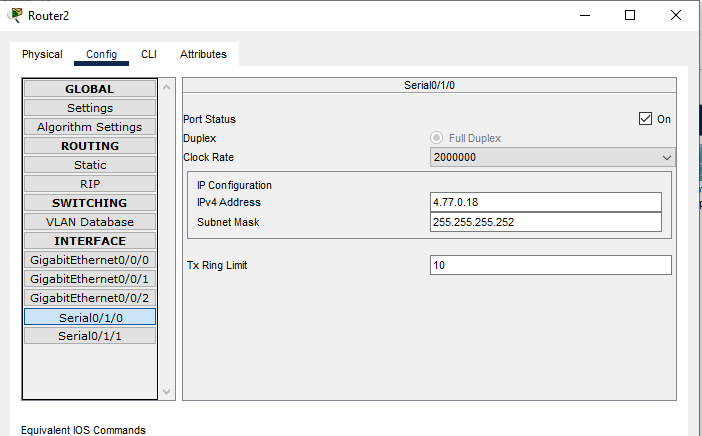 Router2
Physical Config CLI Attributes
GLOBAL
Settings
Algorithm Settings
ROUTING
Static
RIP
SWITCHING
VLAN Database
INTERFACE
GigabitEthernet0/0/0
GigabitEthernet0/0/1
GigabitEthernet0/0/2
Serial0/1/0
Serial0/1/1
Serial0/1/0
Port Status On
Duplex Full Duplex
Clock Rate 2000000
IP Configuration
IPv4 Address 4.77.0.18
Subnet Mask 255.255.255.252
Tx Ring Limit 10
Equivalent IOS Commands